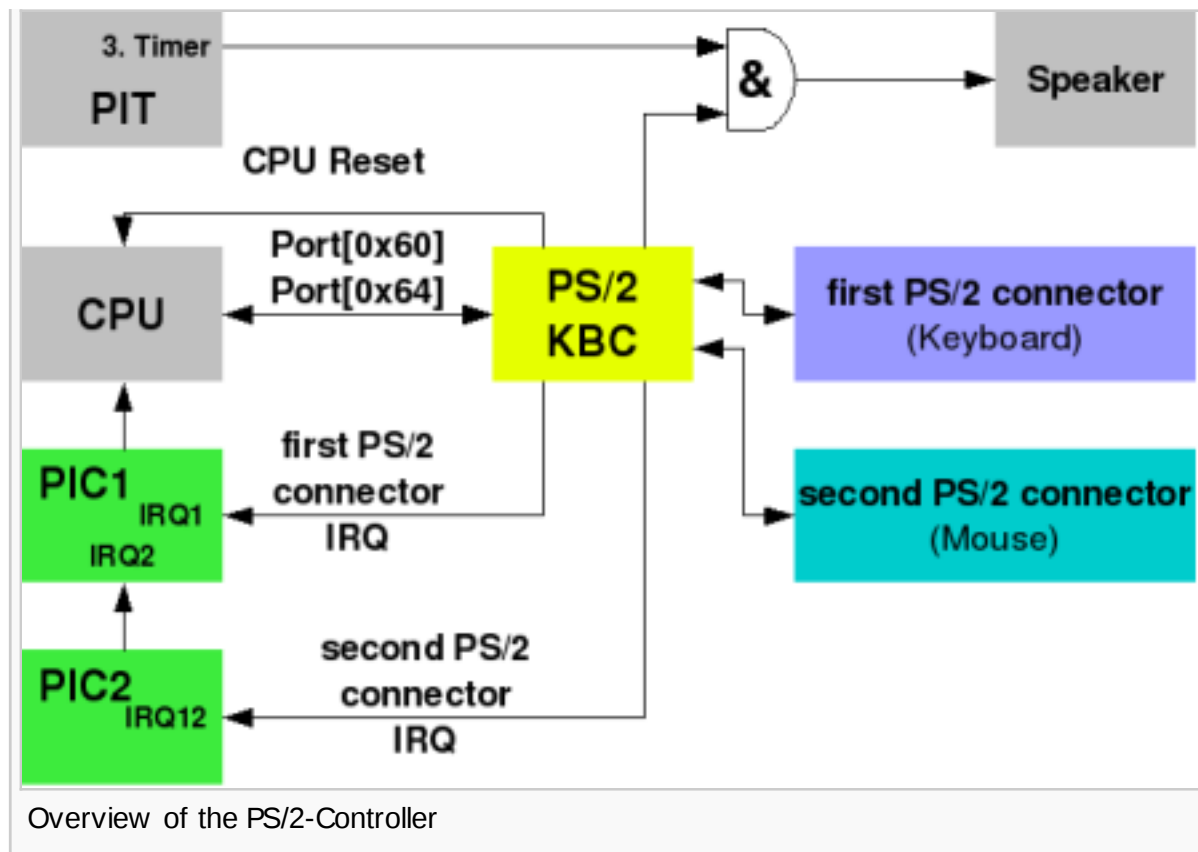 3. Timer
PIT
&
Speaker
CPU Reset
Port[0x60]
Port[0x64]
CPU
PS/2
KBC
first PS/2 connector
(Keyboard)
first PS/2
connector
IRQ
PIC1
IRQ1
IRQ2
second PS/2 connector
(Mouse)
second PS/2
connector
IRQ
PIC2
IRQ12
Overview of the PS/2-Controller